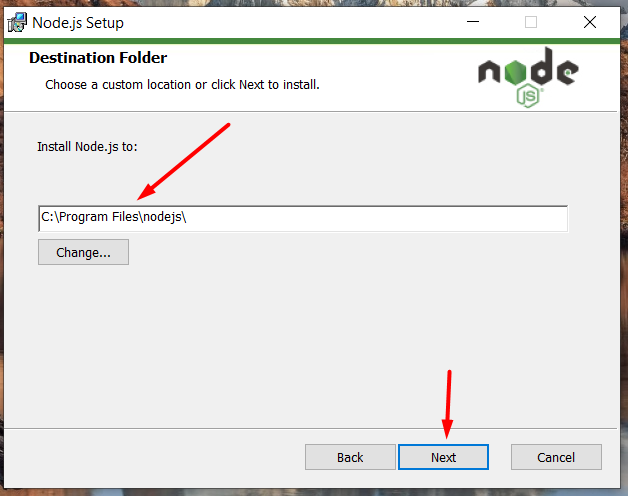 Node.js Setup
Destination Folder
Choose a custom location or click Next to install.
node
JS
Install Node.js to:
C:\Program Files\nodejs\
Change...
Back
Next
Cancel